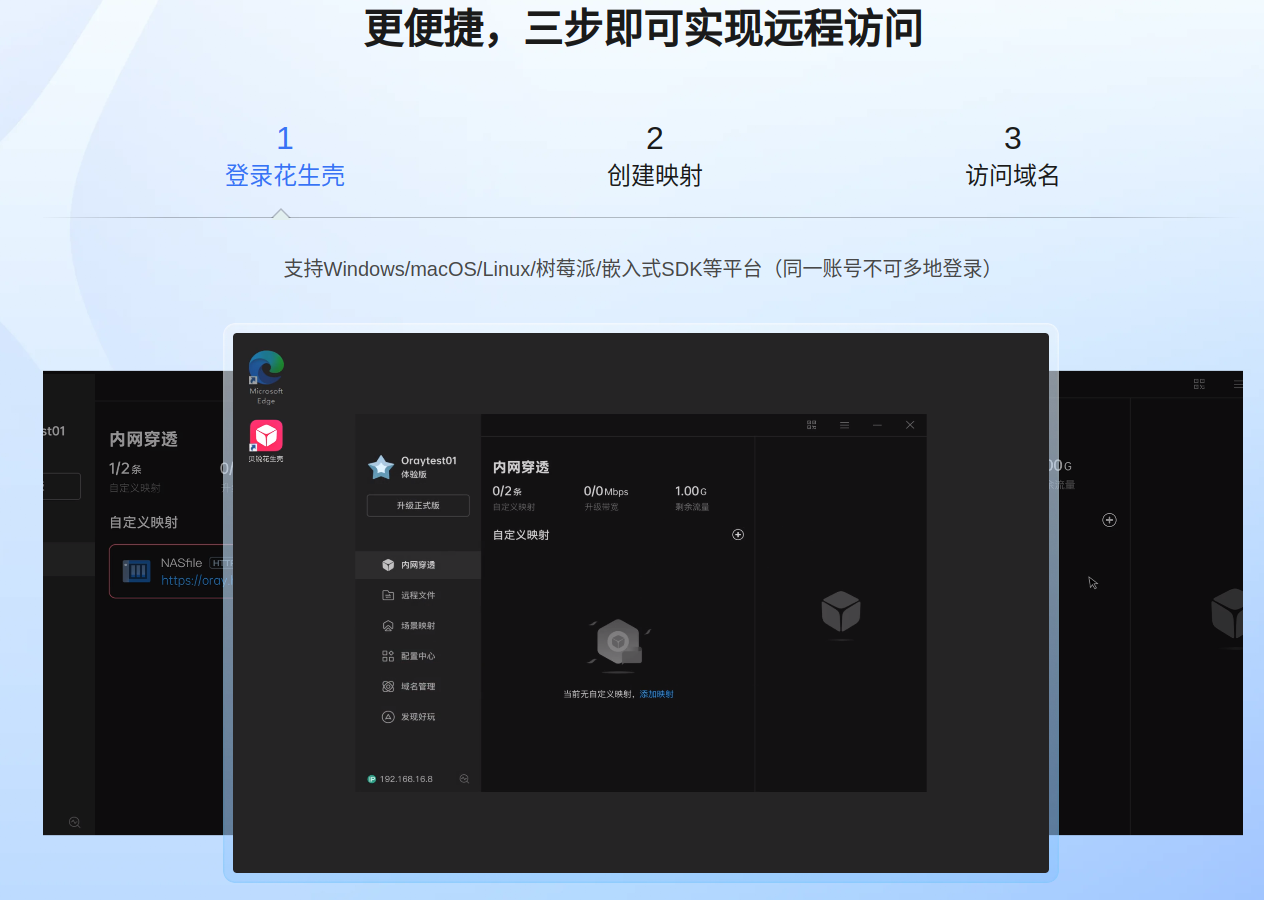 更便捷，三步即可实现远程访问
1
登录花生壳
2
创建映射
3
访问域名
支持Windows/macOS/Linux/树莓派/嵌入式SDK等平台（同一账号不可多地登录）
Microsoft
Edge
贝锐花生壳
Oraytest01
体验版
升级正式版
内网穿透
远程文件
场景映射
配置中心
域名管理
发现好玩
IP 192.168.16.8
内网穿透
0/2条
自定义映射
0/0Mbps
升级带宽
1.00G
剩余流量
自定义映射
当前无自定义映射，添加映射
st01
内网穿透
1/2条
自定义映射
0/
升
自定义映射
NASfile
HTTP
https://oray.
00G
流量